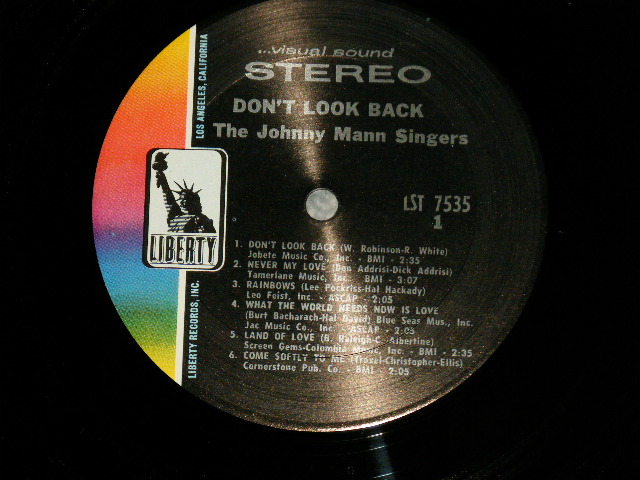 ...visual sound
STEREO
DON'T LOOK BACK
The Johnny Mann Singers
LST 7535
1
LOS ANGELES, CALIFORNIA
LIBERTY
LIBERTY RECORDS, INC.
1. DON'T LOOK BACK (W. Robinson-R. White)
Jobete Music Co., Inc. - BMI - 2:35
2. NEVER MY LOVE (Don Addrisi-Dick Addrisi)
Tamerlane Music, Inc. - BMI - 3:07
3. RAINBOWS (Lee Pockriss-Hal Hackady)
Leo Feist, Inc. - ASCAP - 2:05
4. WHAT THE WORLD NEEDS NOW IS LOVE
(Burt Bacharach-Hal David) Blue Seas Mus., Inc.
Jac Music Co., Inc. - ASCAP - 2:05
5. LAND OF LOVE (B. Raleigh-C. Albertine)
Screen Gems-Columbia Music, Inc. - BMI - 2:35
6. COME SOFTLY TO ME (Troxel-Christopher-Ellis)
Cornerstone Pub. Co. - BMI - 2:05